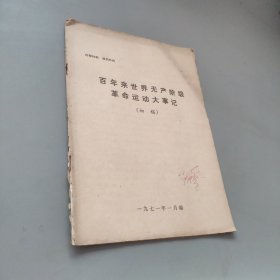 百年来世界无产阶级
革命运动大事记
(初稿)
一九七一年一月编